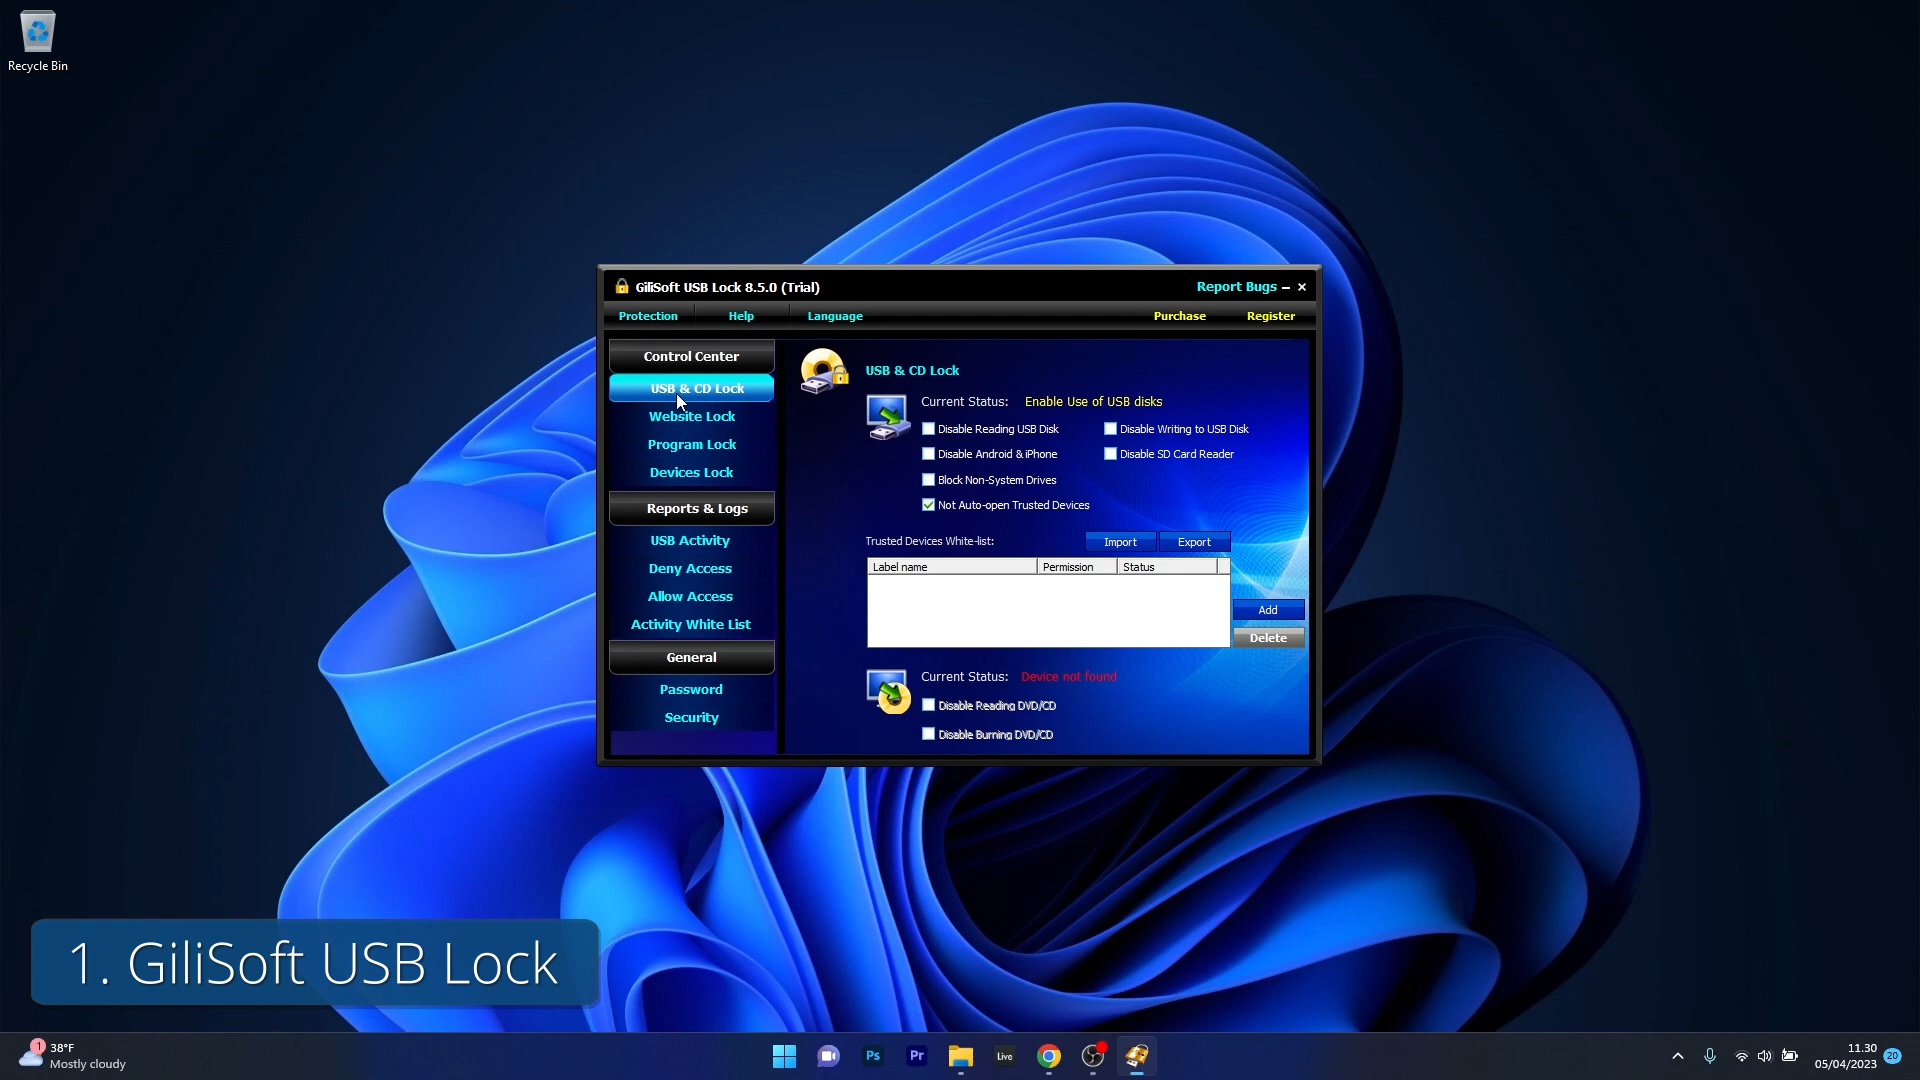 Recycle Bin
GiliSoft USB Lock 8.5.0 (Trial)
Report Bugs
Protection
Help
Language
Purchase
Register
Control Center
USB & CD Lock
Website Lock
Program Lock
Devices Lock
Reports & Logs
USB Activity
Deny Access
Allow Access
Activity White List
General
Password
Security
USB & CD Lock
Current Status: Enable Use of USB disks
Disable Reading USB Disk
Disable Writing to USB Disk
Disable Android & iPhone
Disable SD Card Reader
Block Non-System Drives
Not Auto-open Trusted Devices
Trusted Devices White-list:
Import
Export
Label name
Permission
Status
Add
Delete
Current Status: Device not found
Disable Reading DVD/CD
Disable Burning DVD/CD
1. GiliSoft USB Lock
1
38°F
Mostly cloudy
Ps
Pr
Live
11.30
05/04/2023
20